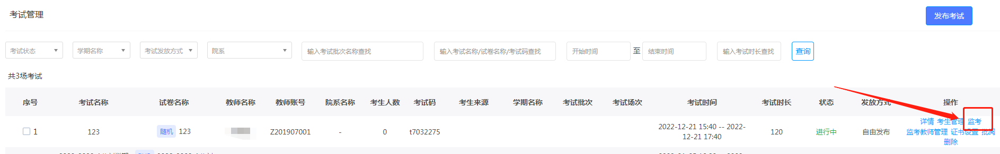 考试管理
发布考试
考试状态 学期名称 考试发放方式 院系 输入考试批次名称查找 输入考试名称/试卷名称/考试码查找 开始时间 至 结束时间 输入考试时长查找 查询
共3场考试
序号 考试名称 试卷名称 教师名称 教师账号 院系名称 考生人数 考试码 考生来源 学期名称 考试批次 考试场次 考试时间 考试时长 状态 发放方式 操作
1 123 随机 123 Z201907001 - 0 t7032275 2022-12-21 15:40 -- 2022- 120 进行中 自由发布 详情 考生管理 监考
12-21 17:40 监考教师管理 证书设置 批阅
删除